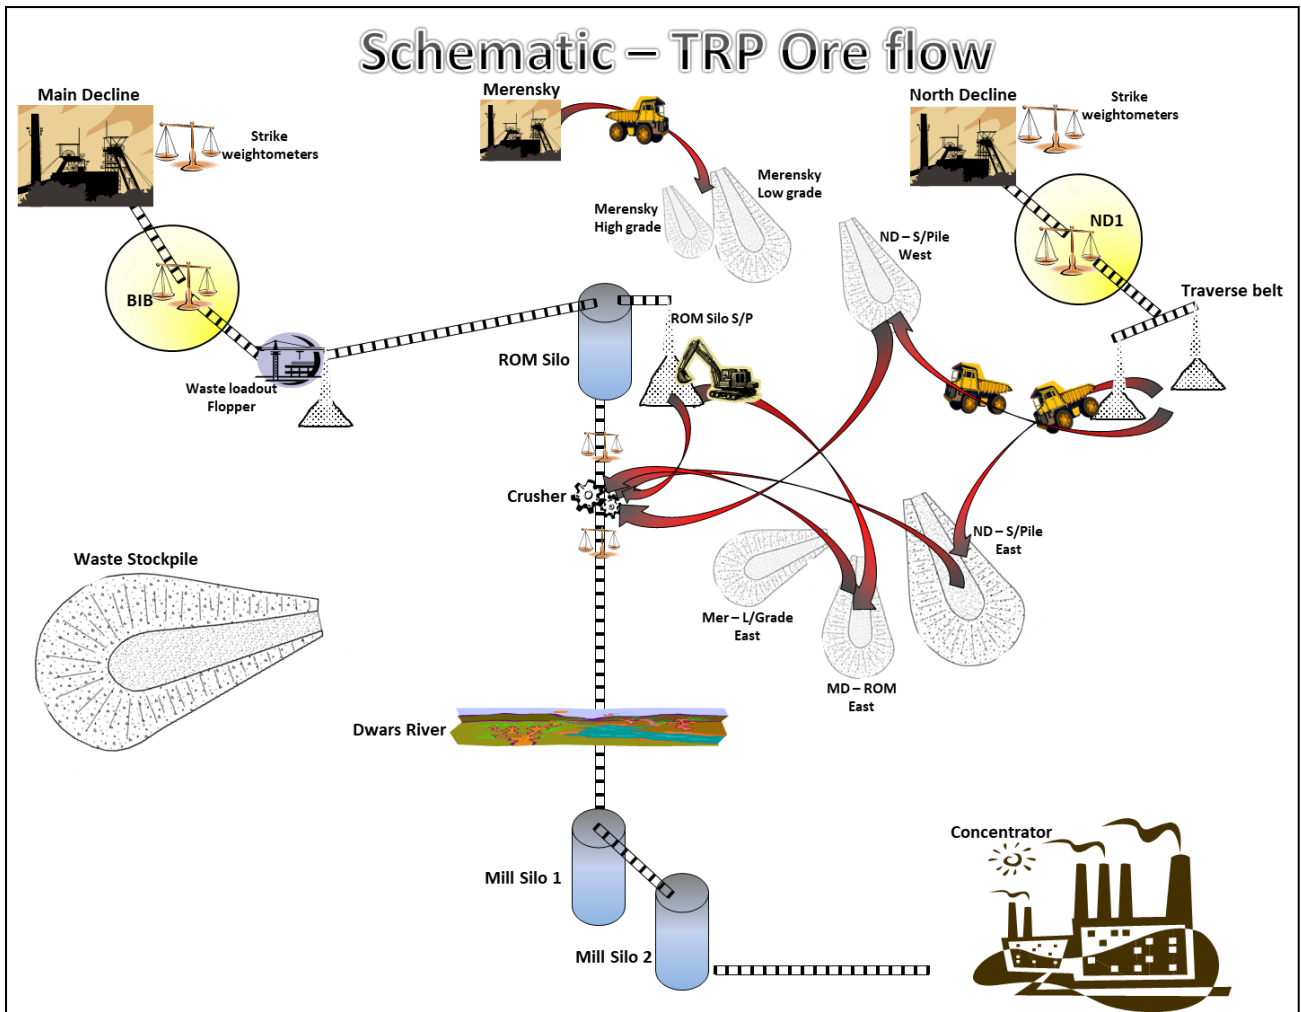 Schematic – TRP Ore flow
Main Decline
Strike
weightometers
Merensky
North Decline
Strike
weightometers
Merensky
Low grade
Merensky
High grade
ND – S/Pile
West
ND1
BIB
Traverse belt
ROM Silo S/P
ROM Silo
Waste loadout
Flopper
Crusher
ND – S/Pile
East
Waste Stockpile
Mer – L/Grade
East
MD – ROM
East
Dwars River
Concentrator
Mill Silo 1
Mill Silo 2